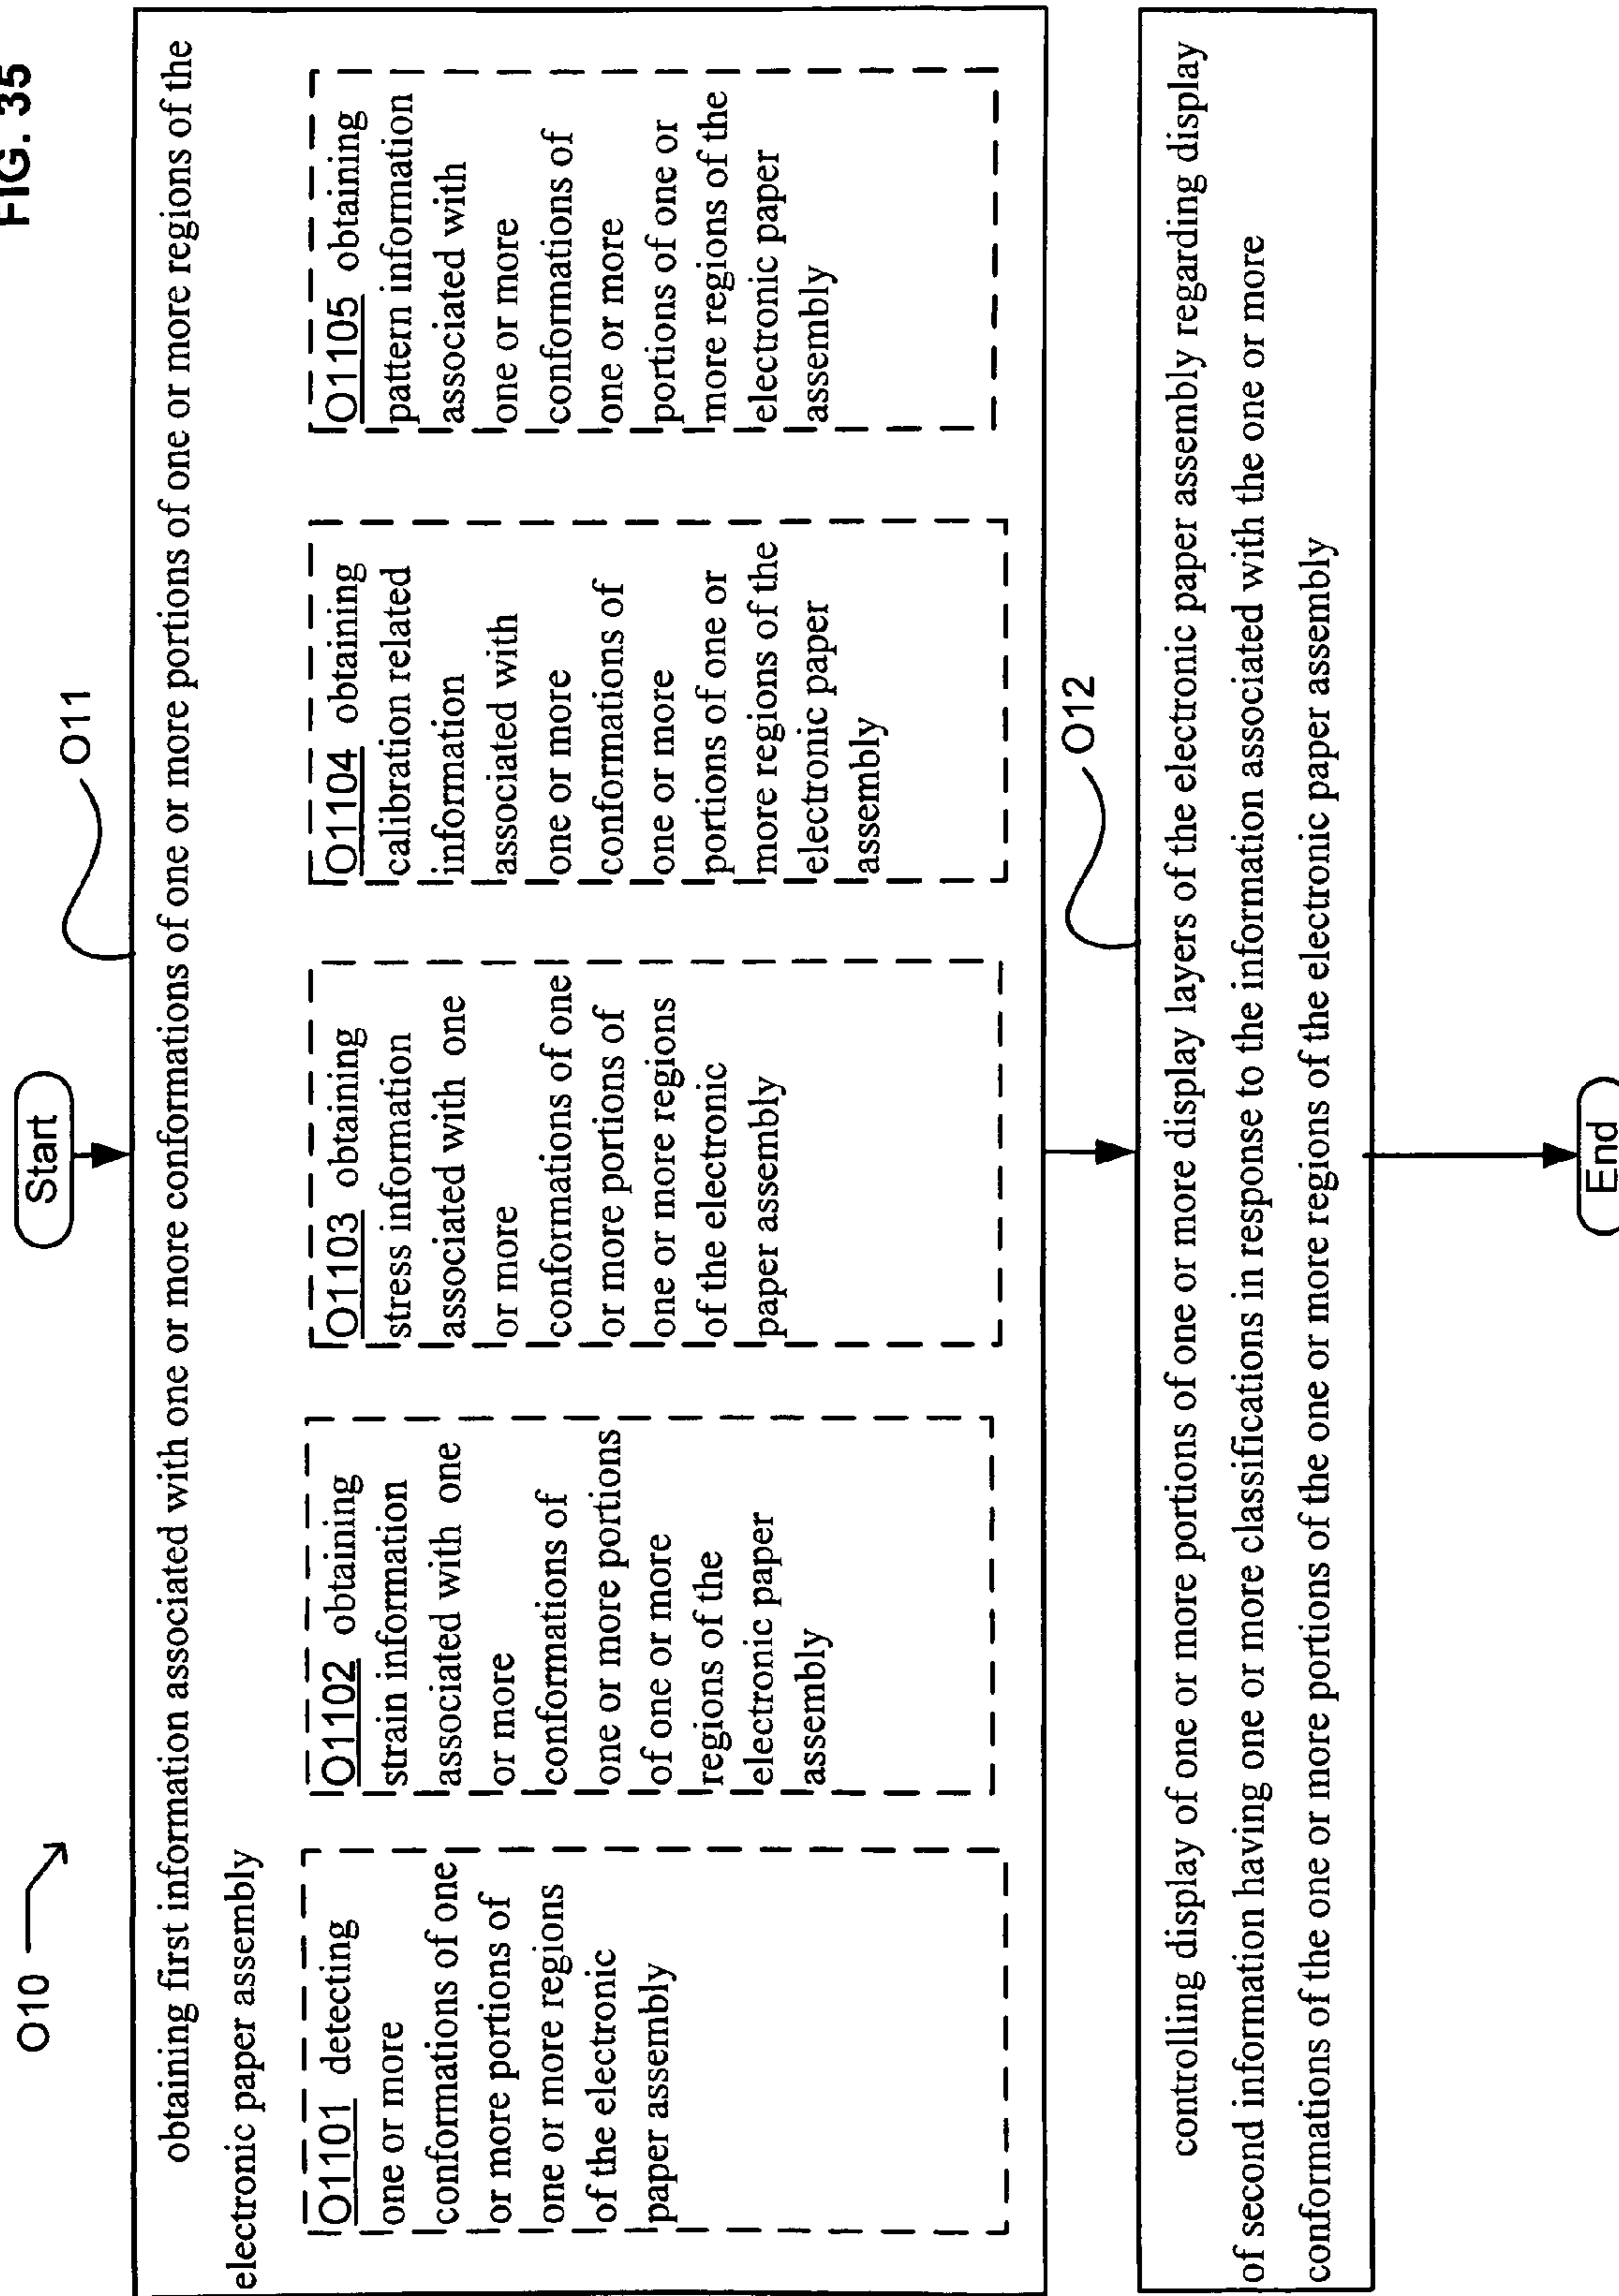 FIG. 35
O10
Start
O11
obtaining first information associated with one or more conformations of one or more portions of one or more regions of the
electronic paper assembly
O1101 detecting
one or more
conformations of one
or more portions of
one or more regions
of the electronic
paper assembly
O1102 obtaining
strain information
associated with one
or more
conformations of
one or more portions
of one or more
regions of the
electronic paper
assembly
O1103 obtaining
stress information
associated with one
or more
conformations of one
or more portions of
one or more regions
of the electronic
paper assembly
O1104 obtaining
calibration related
information
associated with
one or more
conformations of
one or more
portions of one or
more regions of the
electronic paper
assembly
O1105 obtaining
pattern information
associated with
one or more
conformations of
one or more
portions of one or
more regions of the
electronic paper
assembly
O12
controlling display of one or more portions of one or more display layers of the electronic paper assembly regarding display
of second information having one or more classifications in response to the information associated with the one or more
conformations of the one or more portions of the one or more regions of the electronic paper assembly
End